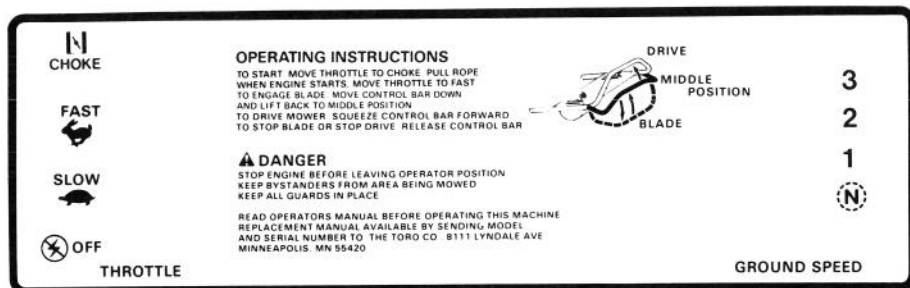 CHOKE
FAST
SLOW
OFF
THROTTLE
OPERATING INSTRUCTIONS
TO START MOVE THROTTLE TO CHOKE PULL ROPE
WHEN ENGINE STARTS, MOVE THROTTLE TO FAST
TO ENGAGE BLADE MOVE CONTROL BAR DOWN
AND LIFT BACK TO MIDDLE POSITION
TO DRIVE MOWER SQUEEZE CONTROL BAR FORWARD
TO STOP BLADE OR STOP DRIVE RELEASE CONTROL BAR
DANGER
STOP ENGINE BEFORE LEAVING OPERATOR POSITION
KEEP BYSTANDERS FROM AREA BEING MOWED
KEEP ALL GUARDS IN PLACE
READ OPERATORS MANUAL BEFORE OPERATING THIS MACHINE
REPLACEMENT MANUAL AVAILABLE BY SENDING MODEL
AND SERIAL NUMBER TO THE TORO CO 8111 LYNDALE AVE
MINNEAPOLIS MN 55420
DRIVE
MIDDLE
POSITION
BLADE
3
2
1
N
GROUND SPEED